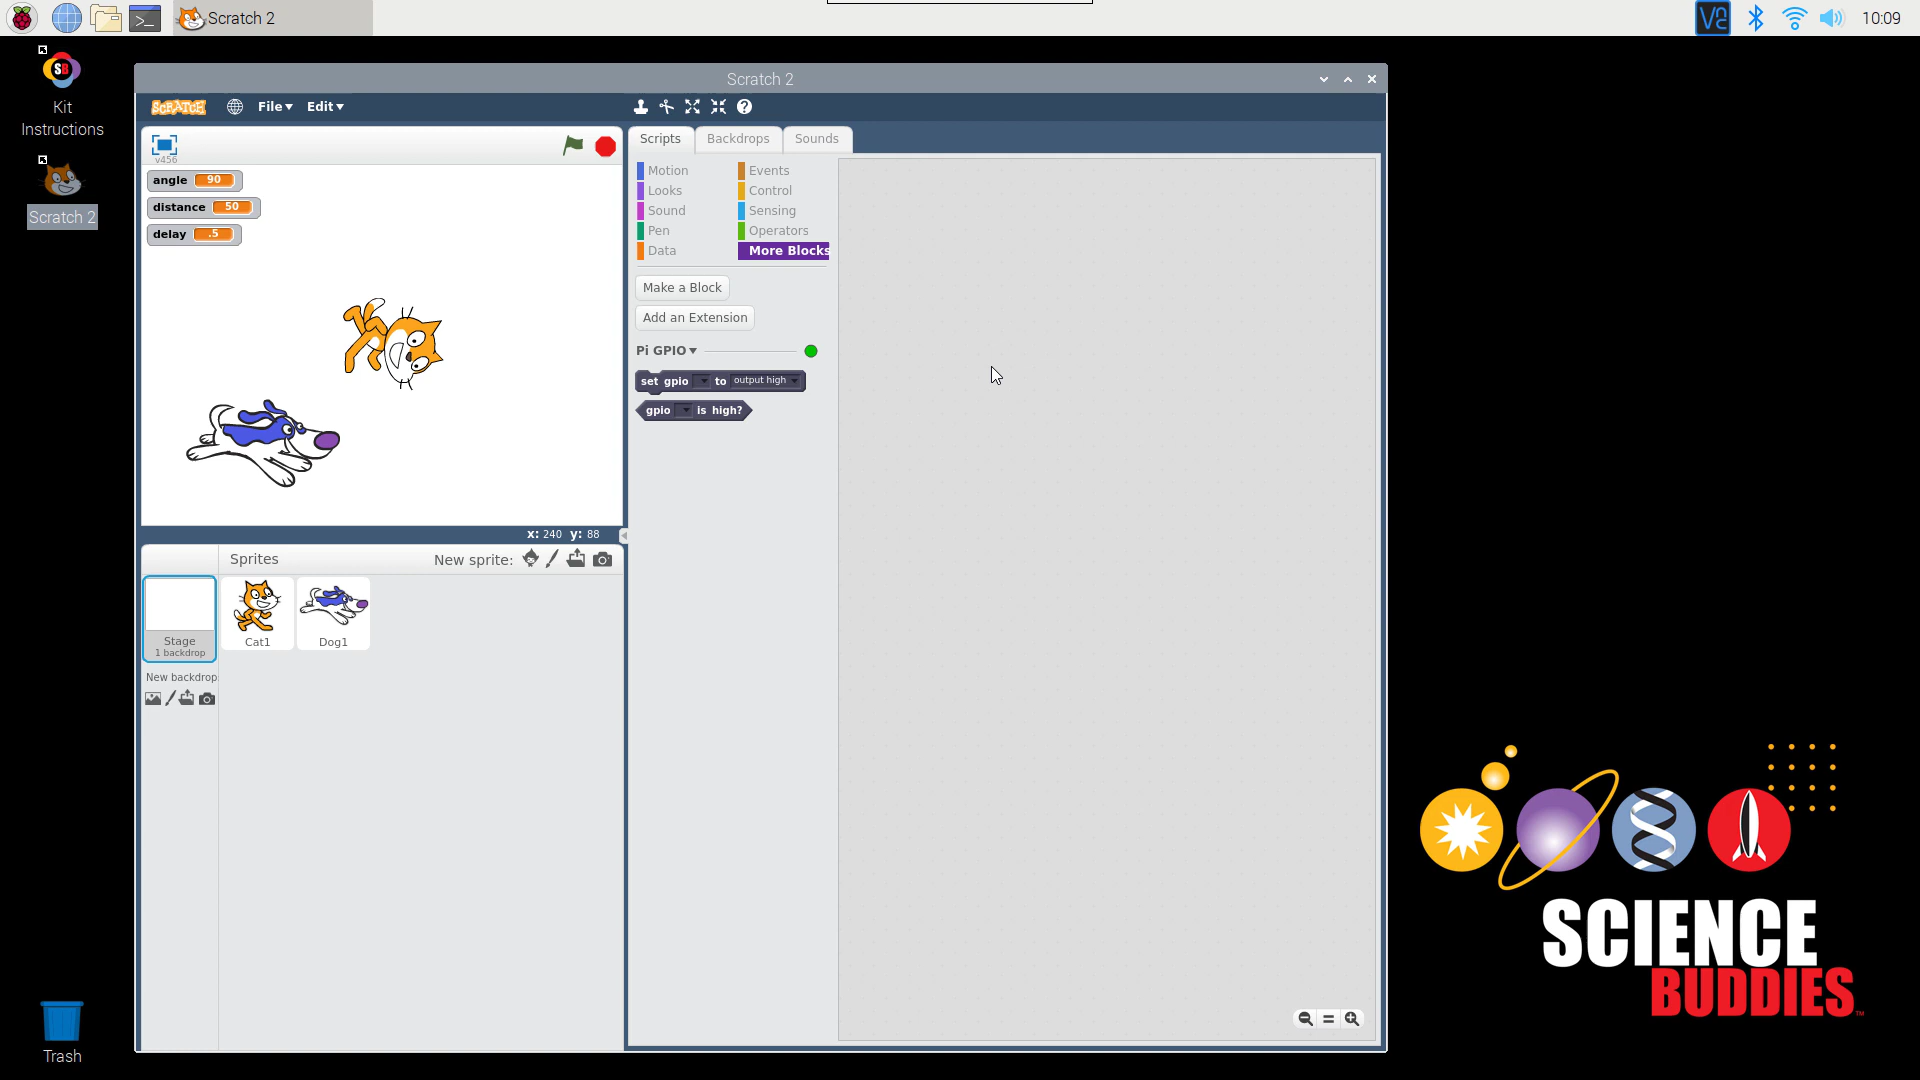 Scratch 2
10:09
Kit
Instructions
Scratch 2
Trash
Scratch 2
SCRATCH
File
Edit
v456
angle 90
distance 50
delay .5
x: 240 y: 88
Sprites
New sprite:
Stage
1 backdrop
Cat1
Dog1
New backdrop
Scripts
Backdrops
Sounds
Motion
Events
Looks
Control
Sound
Sensing
Pen
Operators
Data
More Blocks
Make a Block
Add an Extension
Pi GPIO
set gpio to output high
gpio is high?
SB
SCIENCE
BUDDIES™